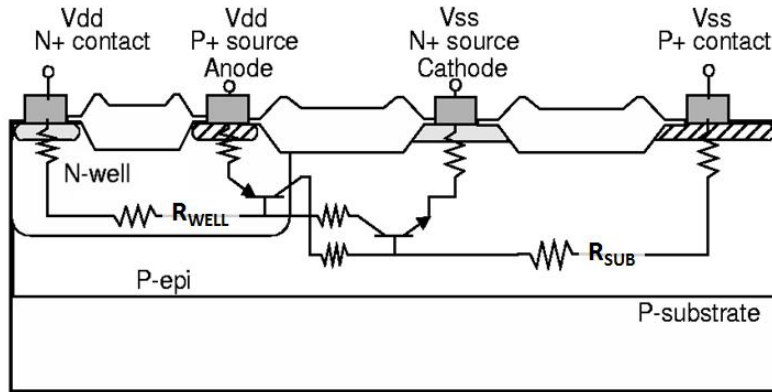 Vdd
N+ contact
Vdd
P+ source
Anode
Vss
N+ source
Cathode
Vss
P+ contact
N-well
RWELL
RSUB
P-epi
P-substrate